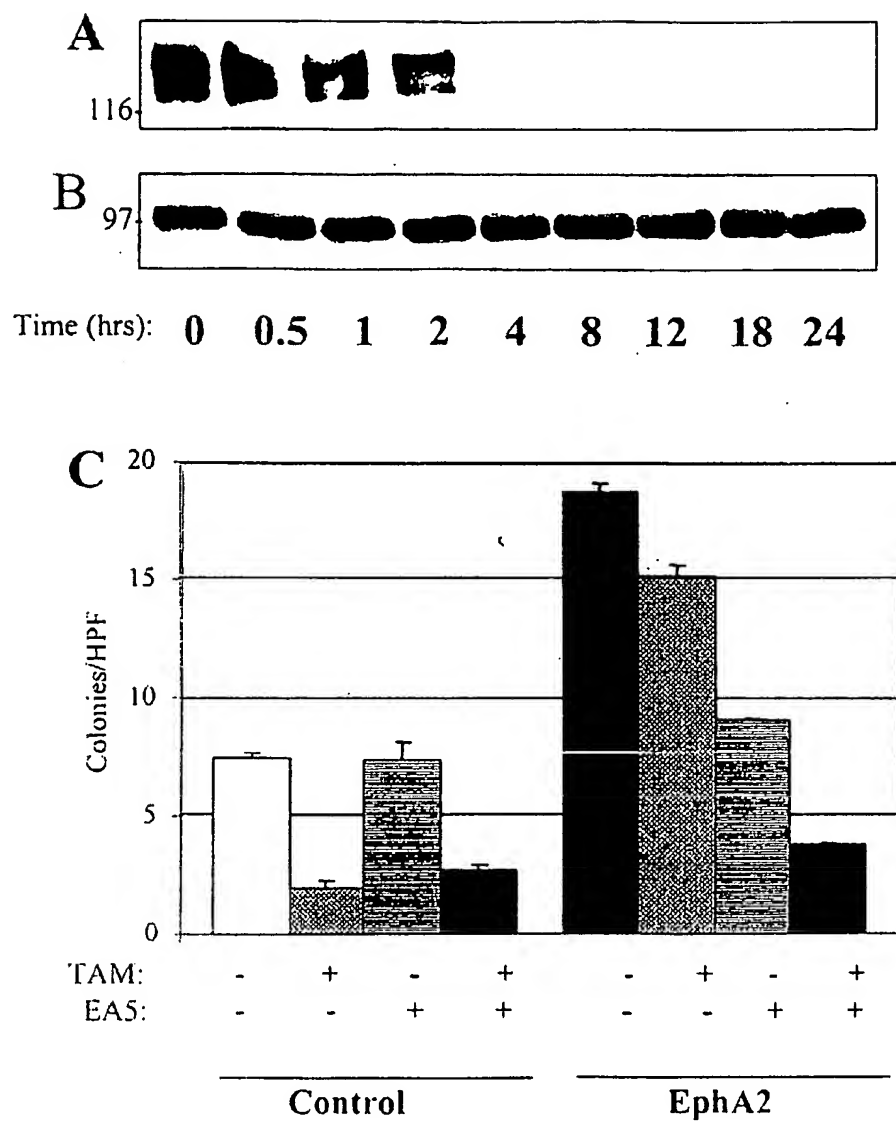 A
116
B
97
Time (hrs): 0 0.5 1 2 4 8 12 18 24
C
20
15
10
5
0
Colonies/HPF
TAM: - + - + - + - +
EA5: - - + + - - + +
Control EphA2